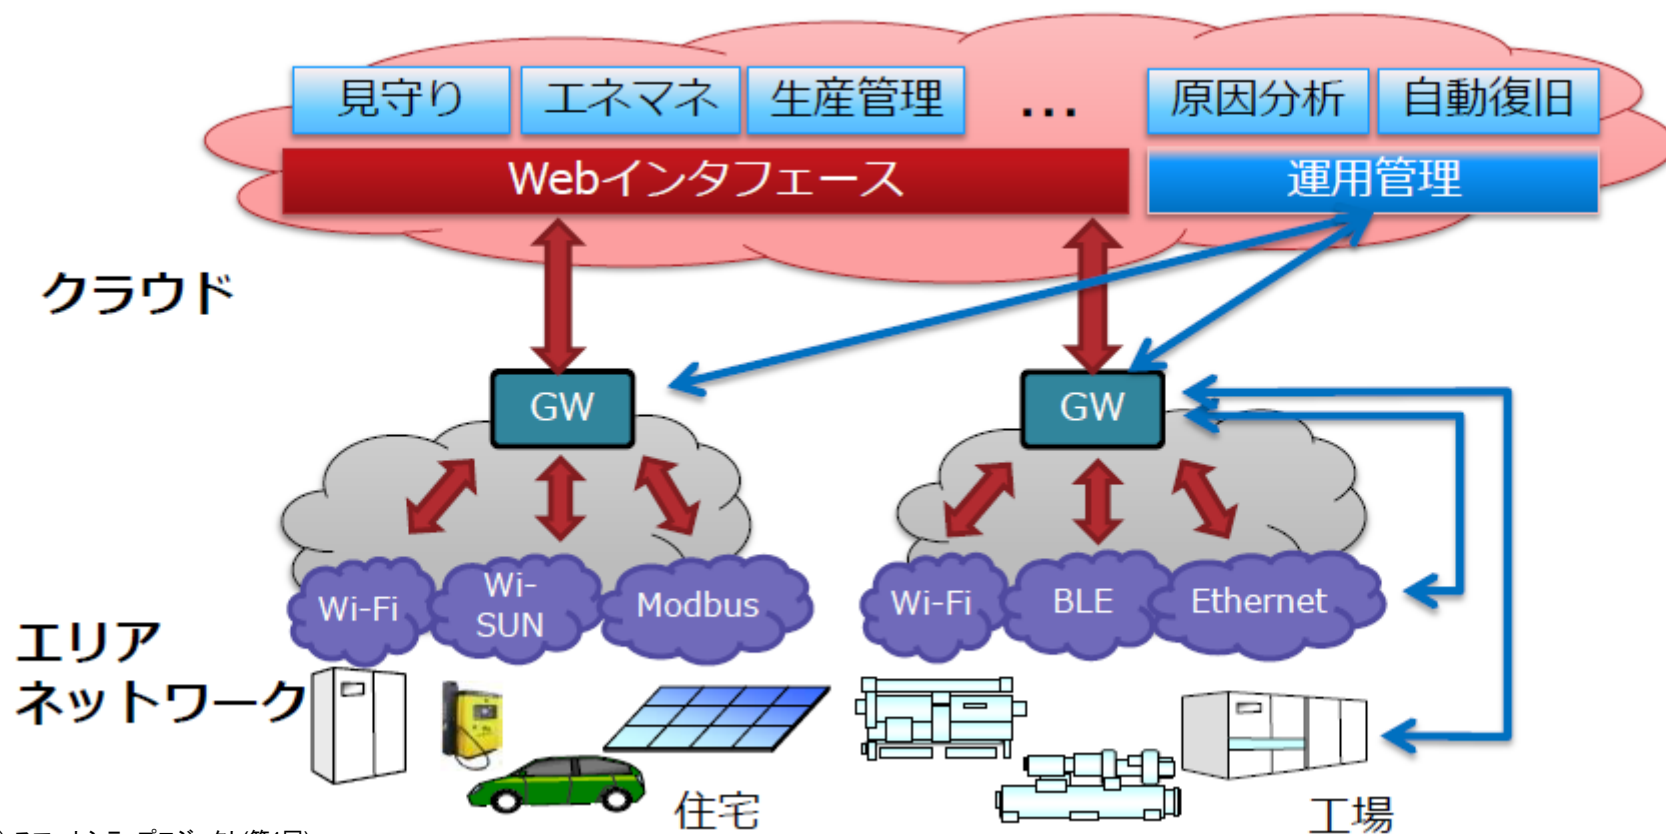 見守り
エネマネ
生産管理
...
原因分析
自動復旧
Webインタフェース
運用管理
クラウド
GW
GW
Wi-Fi
Wi-
SUN
Modbus
Wi-Fi
BLE
Ethernet
エリア
ネットワーク
住宅
工場